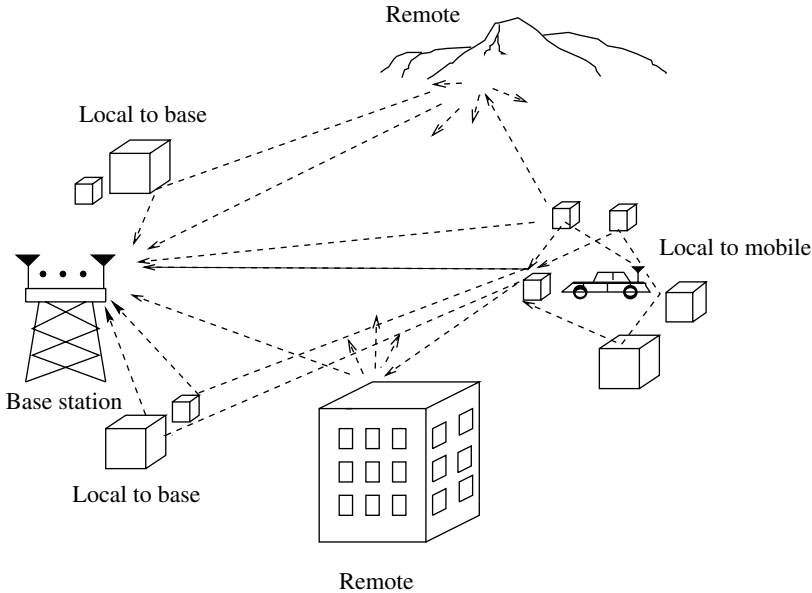 Remote
Local to base
Local to mobile
Base station
Local to base
Remote